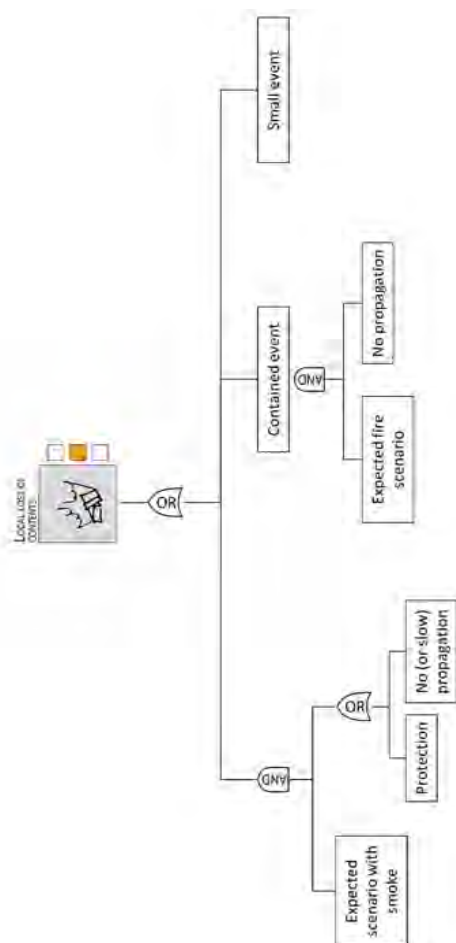 LOCAL LOSS OF
CONTENTS
OR
AND
Contained event
Small event
Expected
scenario with
smoke
OR
AND
Protection
No (or slow)
propagation
Expected fire
scenario
No propagation